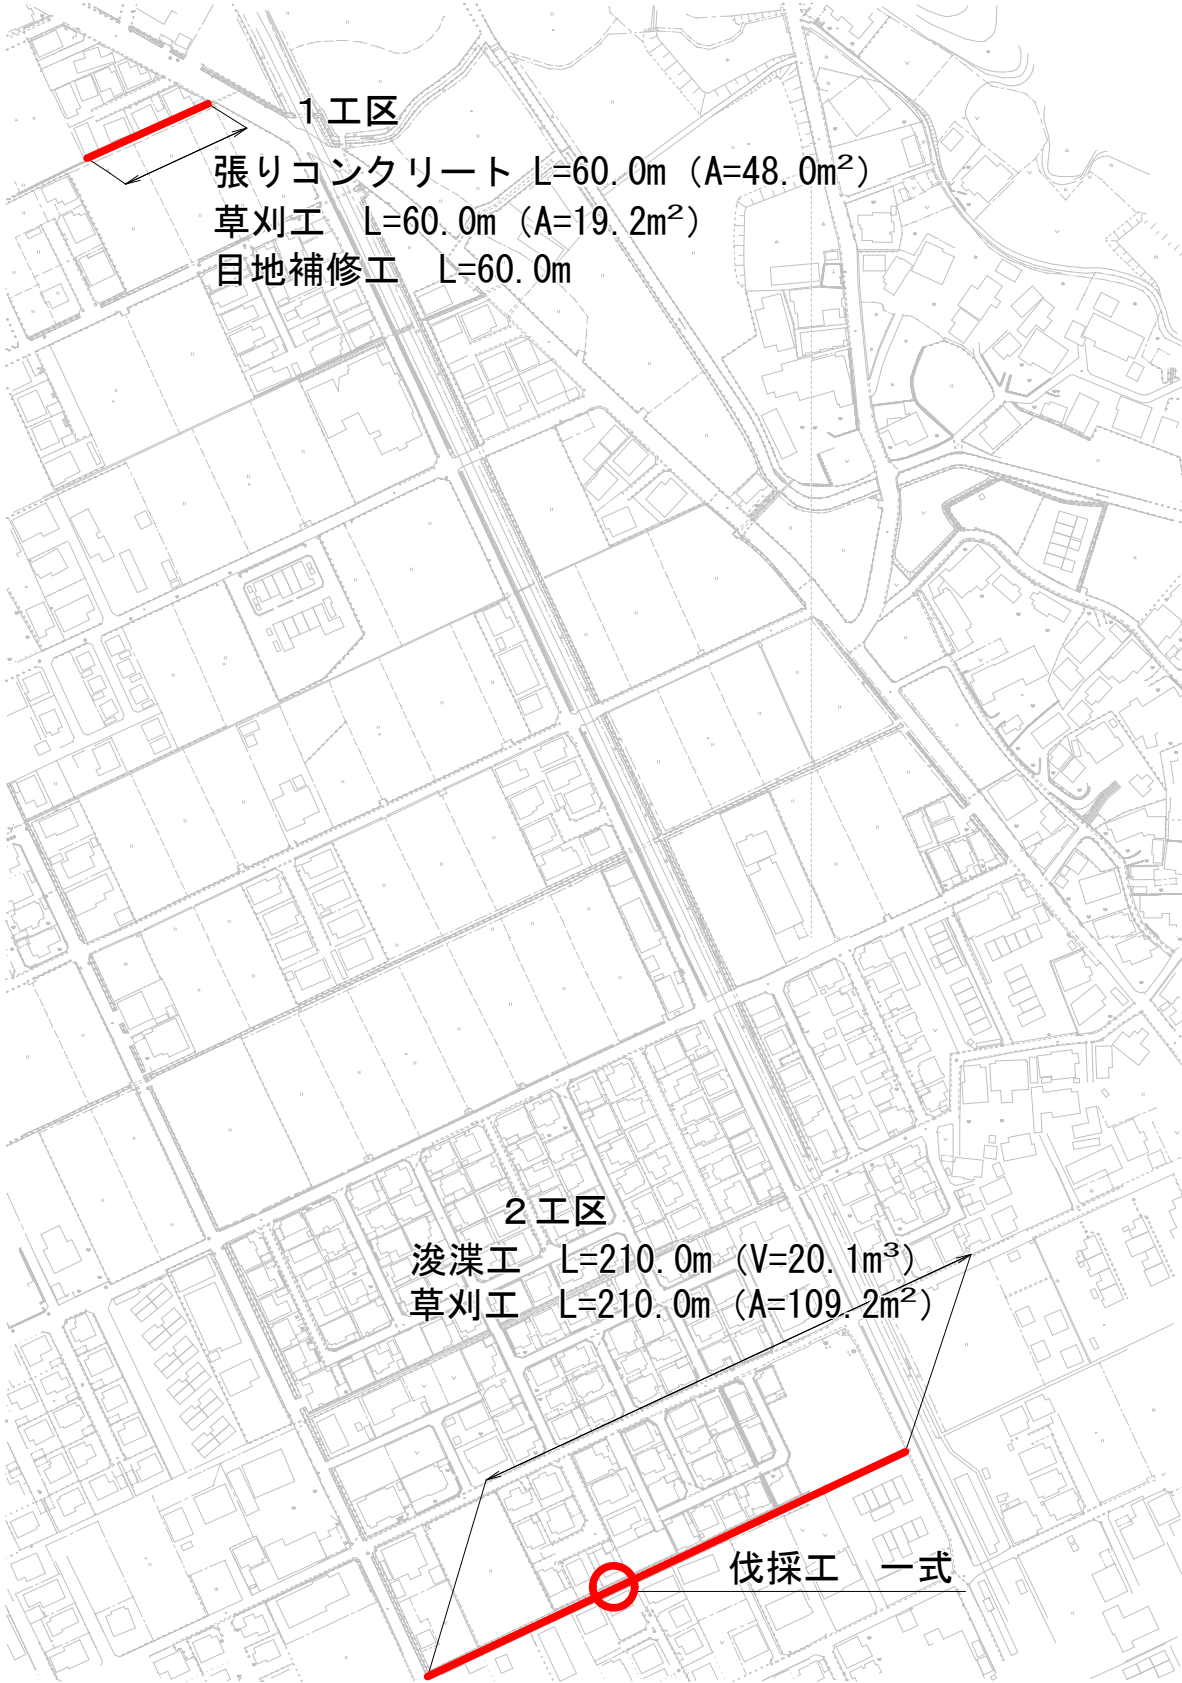 １工区
張りコンクリート L=60.0m（A=48.0m²）
草刈工　L=60.0m（A=19.2m²）
目地補修工　L=60.0m
２工区
浚渫工　L=210.0m（V=20.1m³）
草刈工　L=210.0m（A=109.2m²）
伐採工　一式